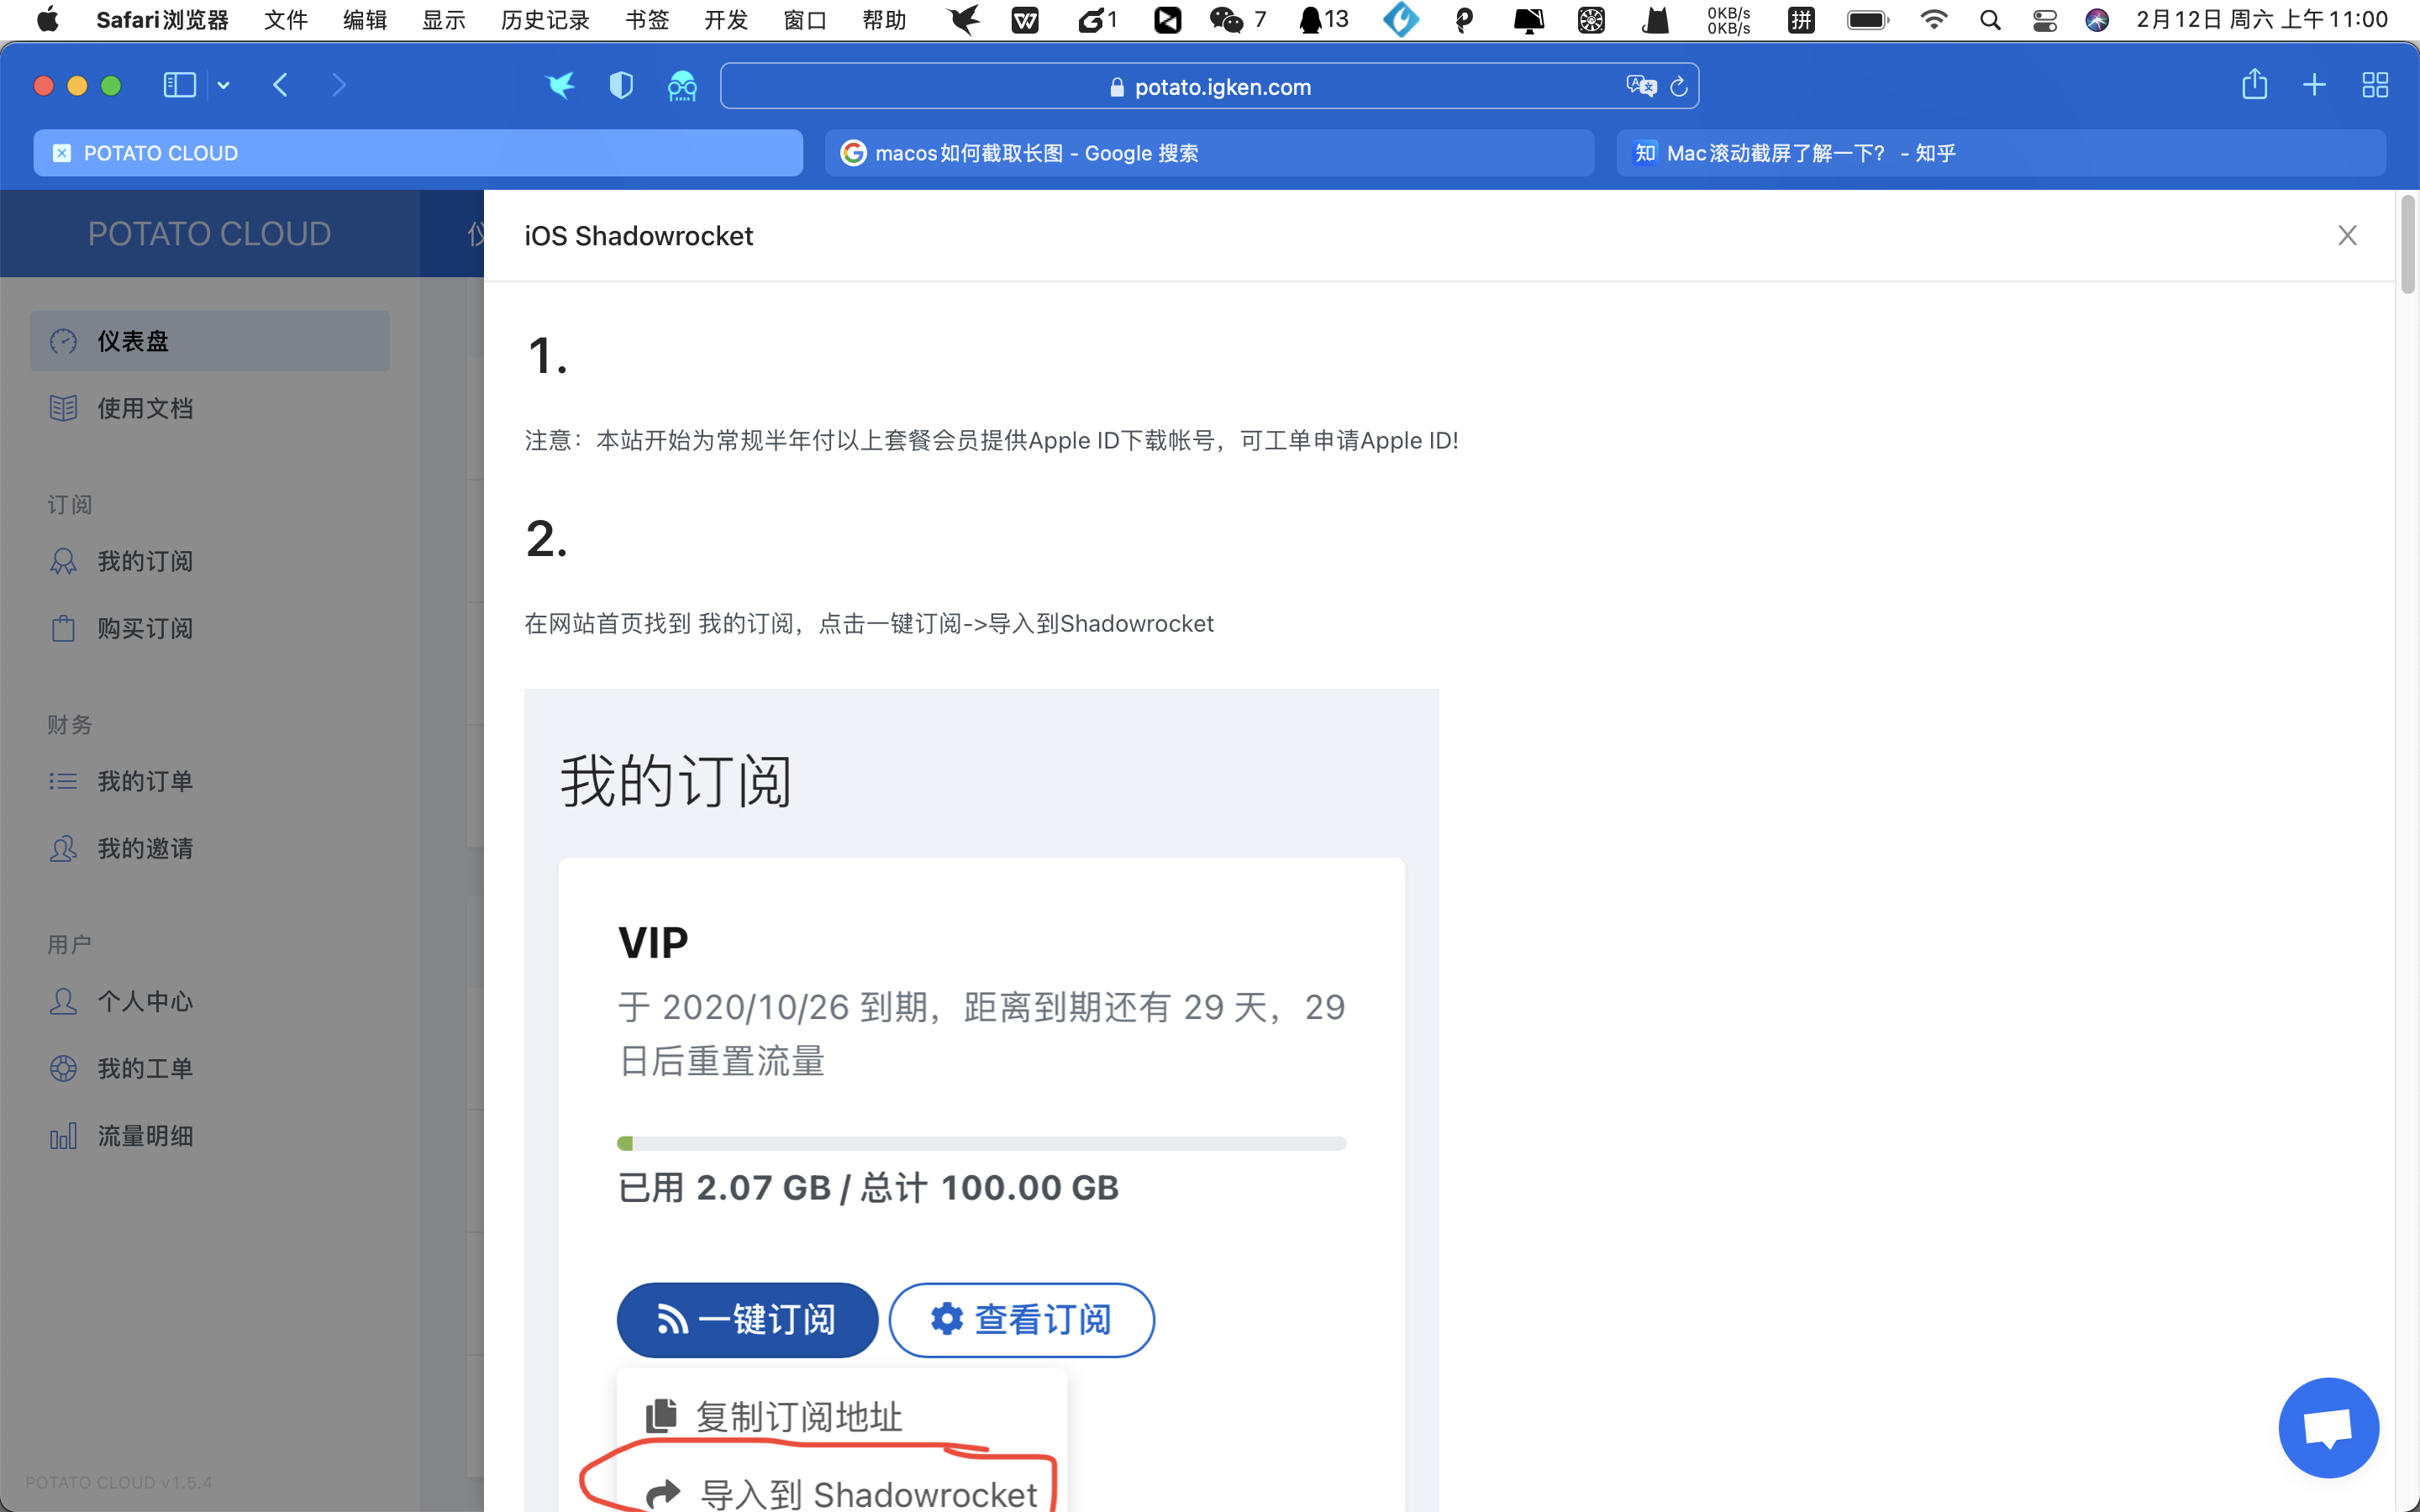 Safari浏览器 文件 编辑 显示 历史记录 书签 开发 窗口 帮助 1 7 13 0KB/s 0KB/s 拼 2月12日 周六 上午11:00
potato.igken.com
POTATO CLOUD
macos如何截取长图 - Google 搜索
知 Mac滚动截屏了解一下？ - 知乎
POTATO CLOUD
仪
仪表盘
使用文档
订阅
我的订阅
购买订阅
财务
我的订单
我的邀请
用户
个人中心
我的工单
流量明细
POTATO CLOUD v1.5.4
iOS Shadowrocket
1.
注意：本站开始为常规半年付以上套餐会员提供Apple ID下载帐号，可工单申请Apple ID!
2.
在网站首页找到 我的订阅，点击一键订阅->导入到Shadowrocket
我的订阅
VIP
于 2020/10/26 到期，距离到期还有 29 天，29
日后重置流量
已用 2.07 GB / 总计 100.00 GB
一键订阅 查看订阅
复制订阅地址
导入到 Shadowrocket